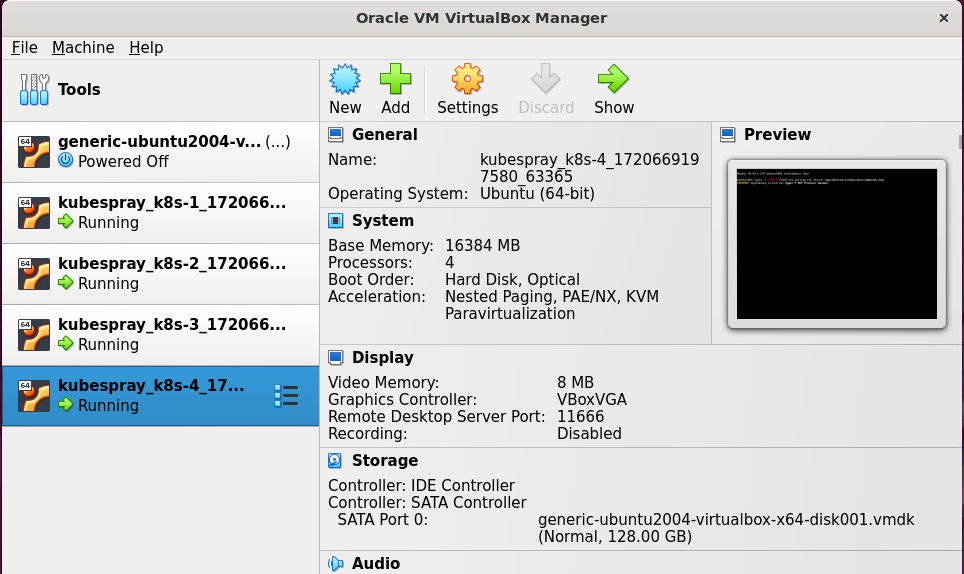 Oracle VM VirtualBox Manager
File Machine Help
Tools
New Add Settings Discard Show
64
generic-ubuntu2004-v... (...)
Powered Off
64
kubespray_k8s-1_172066...
Running
64
kubespray_k8s-2_172066...
Running
64
kubespray_k8s-3_172066...
Running
64
kubespray_k8s-4_17...
Running
General
Name: kubespray_k8s-4_172066919
7580_63365
Operating System: Ubuntu (64-bit)
Preview
System
Base Memory: 16384 MB
Processors: 4
Boot Order: Hard Disk, Optical
Acceleration: Nested Paging, PAE/NX, KVM
Paravirtualization
Display
Video Memory: 8 MB
Graphics Controller: VBoxVGA
Remote Desktop Server Port: 11666
Recording: Disabled
Storage
Controller: IDE Controller
Controller: SATA Controller
SATA Port 0: generic-ubuntu2004-virtualbox-x64-disk001.vmdk
(Normal, 128.00 GB)
Audio